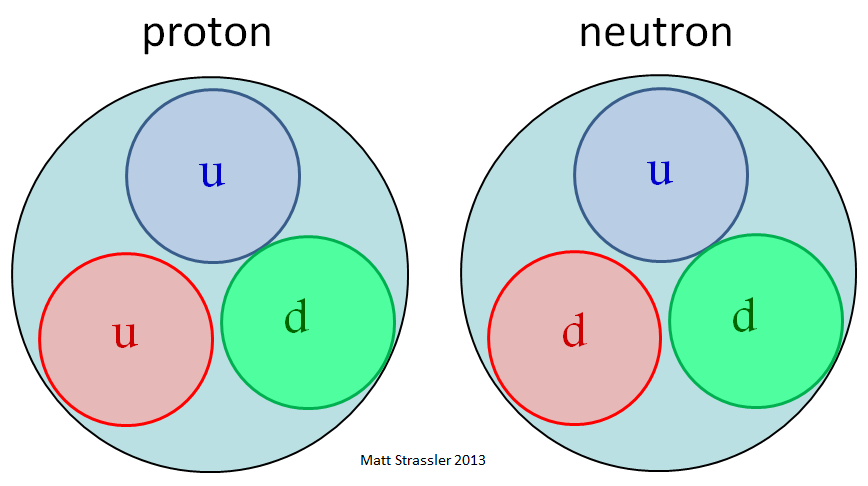 proton
neutron
u
u
d
u
d
d
Matt Strassler 2013